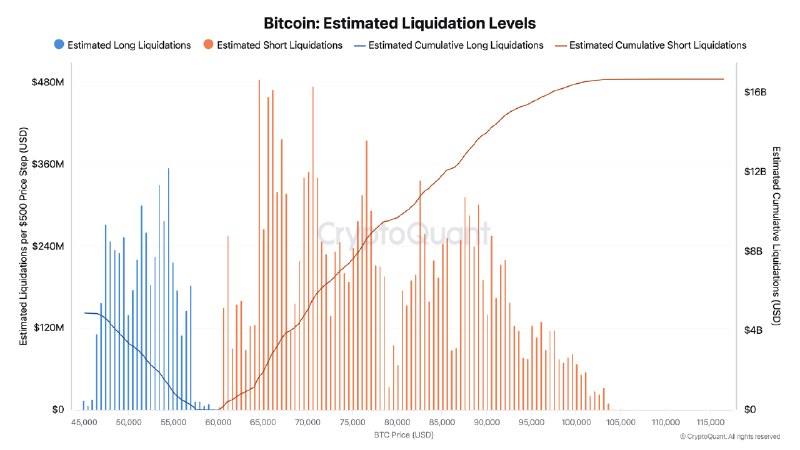 Bitcoin: Estimated Liquidation Levels
Estimated Long Liquidations Estimated Short Liquidations Estimated Cumulative Long Liquidations Estimated Cumulative Short Liquidations
$480M
$360M
$240M
$120M
$0
Estimated Liquidations per $500 Price Step (USD)
$16B
$12B
$8B
$4B
$0
Estimated Cumulative Liquidations (USD)
CryptoQuant
45,000 50,000 55,000 60,000 65,000 70,000 75,000 80,000 85,000 90,000 95,000 100,000 105,000 110,000 115,000
BTC Price (USD)
© CryptoQuant. All rights reserved